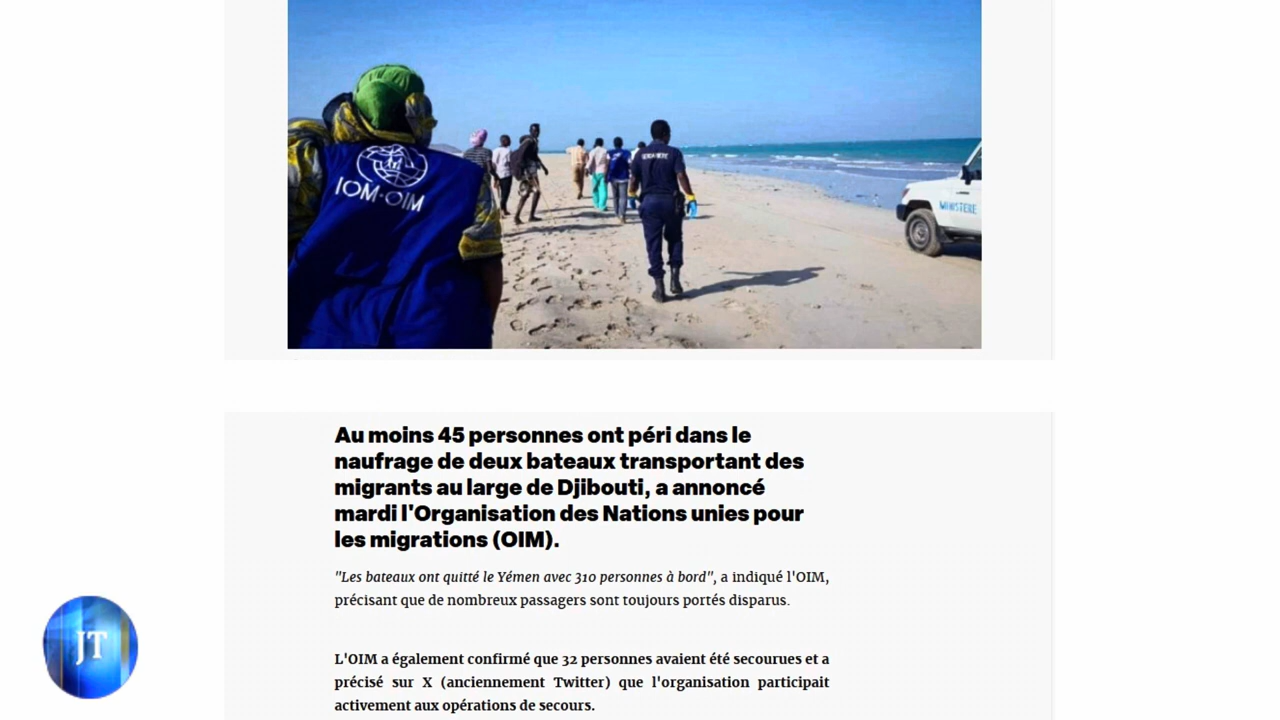 IOM•OIM
GENDARMERIE
MINISTERE
Au moins 45 personnes ont péri dans le
naufrage de deux bateaux transportant des
migrants au large de Djibouti, a annoncé
mardi l'Organisation des Nations unies pour
les migrations (OIM).
"Les bateaux ont quitté le Yémen avec 310 personnes à bord", a indiqué l'OIM,
précisant que de nombreux passagers sont toujours portés disparus.
L'OIM a également confirmé que 32 personnes avaient été secourues et a
précisé sur X (anciennement Twitter) que l'organisation participait
activement aux opérations de secours.
JT